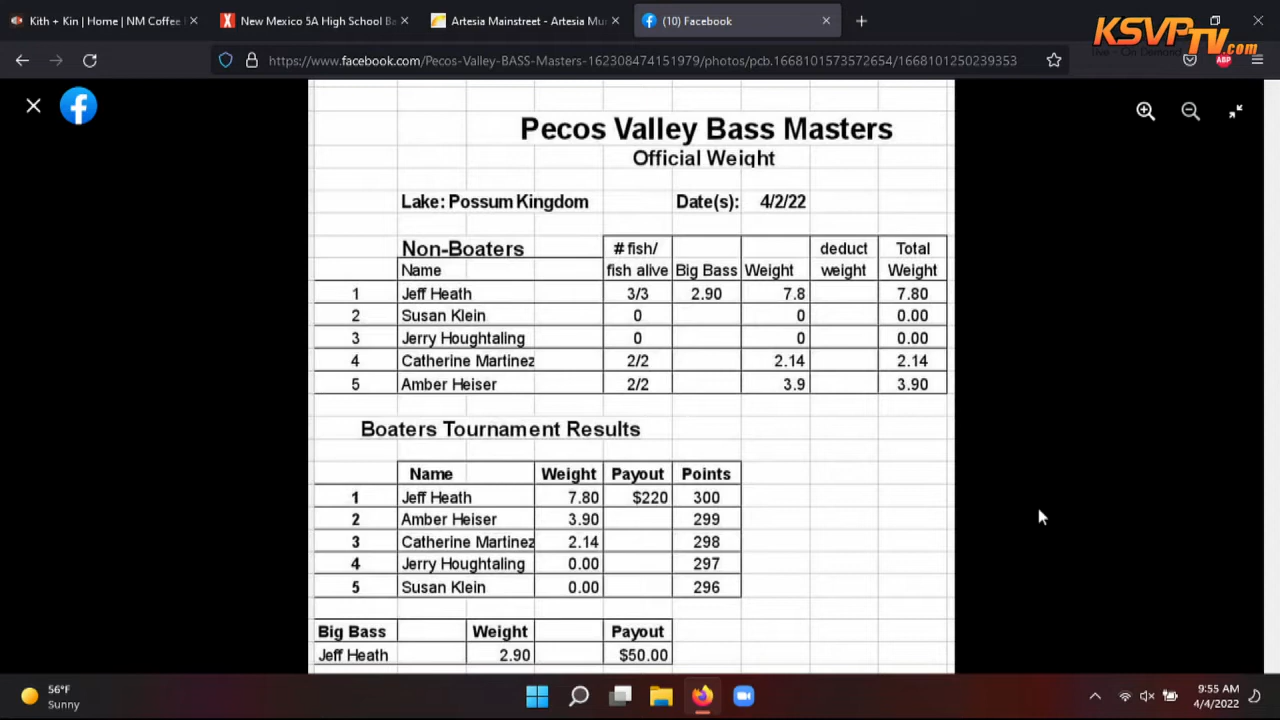 Kith + Kin | Home | NM Coffee
New Mexico 5A High School Ba
Artesia Mainstreet - Artesia Mu
(10) Facebook
KSVPTV.com
Live - On Demand
https://www.facebook.com/Pecos-Valley-BASS-Masters-162308474151979/photos/pcb.1668101573572654/1668101250239353
ABP
Pecos Valley Bass Masters
Official Weight
Lake: Possum Kingdom Date(s): 4/2/22
Non-Boaters # fish/ deduct Total
Name fish alive Big Bass Weight weight Weight
1 Jeff Heath 3/3 2.90 7.8 7.80
2 Susan Klein 0 0 0.00
3 Jerry Houghtaling 0 0 0.00
4 Catherine Martinez 2/2 2.14 2.14
5 Amber Heiser 2/2 3.9 3.90
Boaters Tournament Results
Name Weight Payout Points
1 Jeff Heath 7.80 $220 300
2 Amber Heiser 3.90 299
3 Catherine Martinez 2.14 298
4 Jerry Houghtaling 0.00 297
5 Susan Klein 0.00 296
Big Bass Weight Payout
Jeff Heath 2.90 $50.00
56°F
Sunny
9:55 AM
4/4/2022